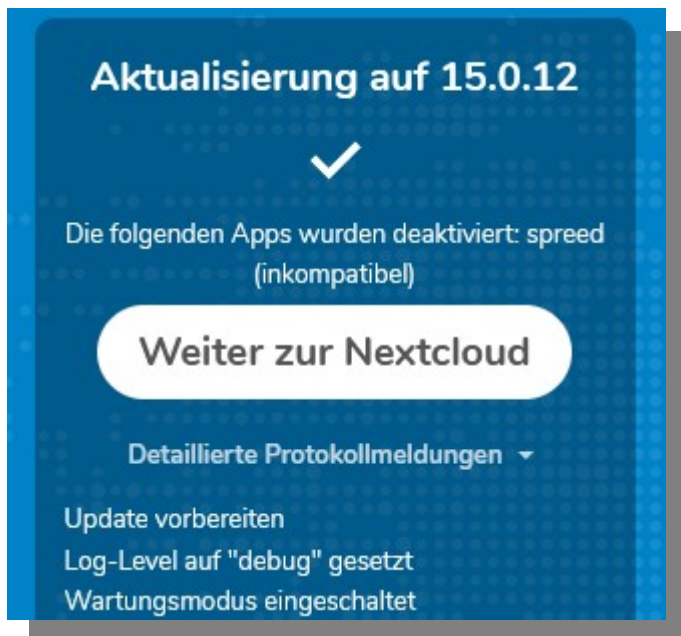 Aktualisierung auf 15.0.12
Die folgenden Apps wurden deaktiviert: spreed
(inkompatibel)
Weiter zur Nextcloud
Detaillierte Protokollmeldungen
Update vorbereiten
Log-Level auf "debug" gesetzt
Wartungsmodus eingeschaltet